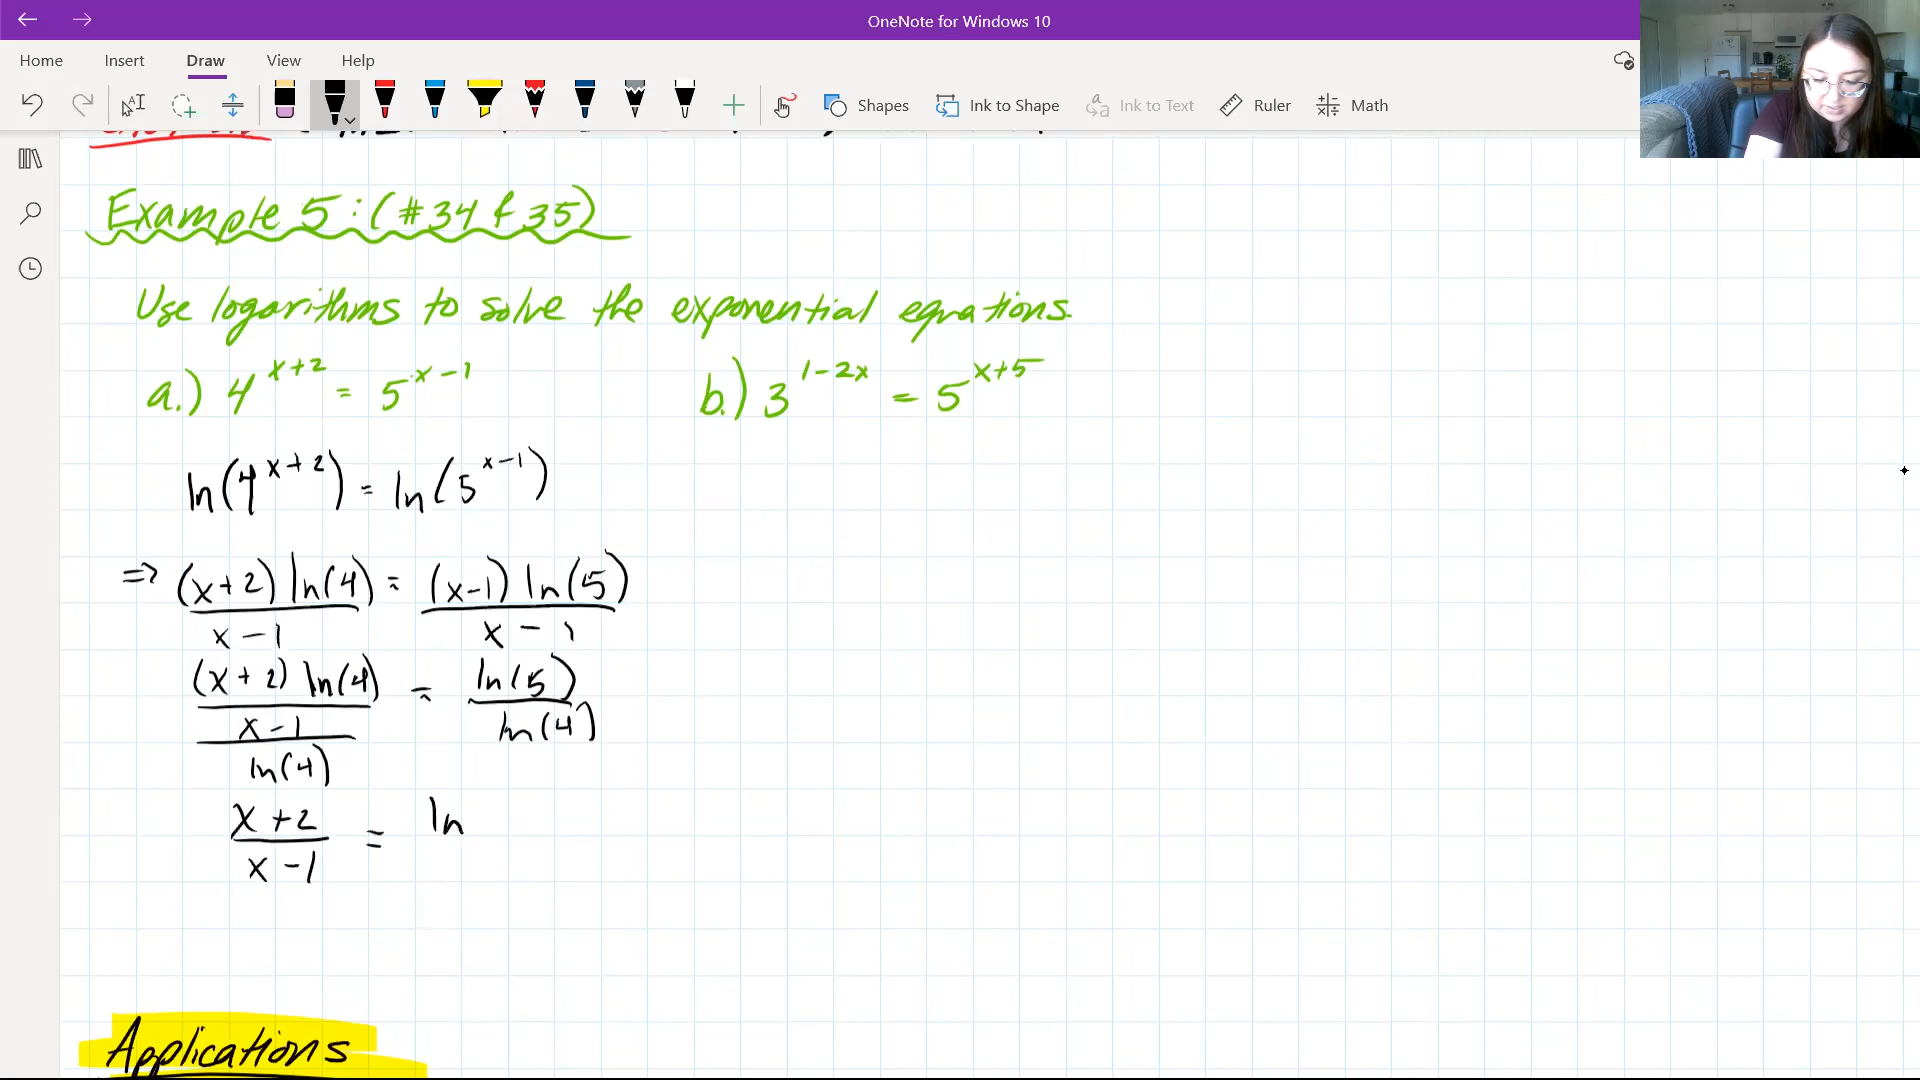 OneNote for Windows 10
Home Insert Draw View Help
Shapes Ink to Shape Ink to Text Ruler Math
Example 5: (#34 & 35)
Use logarithms to solve the exponential equations.
a.) 4^(x+2) = 5^(x-1) b.) 3^(1-2x) = 5^(x+5)
ln(4^(x+2)) = ln(5^(x-1))
=> (x+2) ln(4) / (x-1) = (x-1) ln(5) / (x-1)
(x+2) ln(4) / (x-1) / ln(4) = ln(5) / ln(4)
(x+2) / (x-1) = ln
Applications